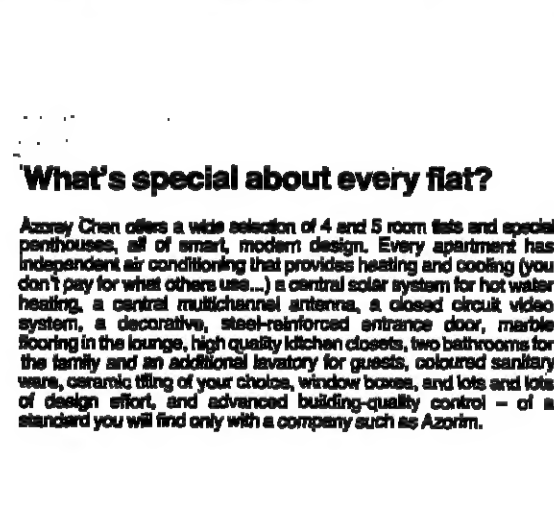 What's special about every flat?
Azoray Chen offers a wide selection of 4 and 5 room flats and special
penthouses, all of smart, modern design. Every apartment has
independent air conditioning that provides heating and cooling (you
don't pay for what others use...) a central solar system for hot water
heating, a central multichannel antenna, a closed circuit video
system, a decorative, steel-reinforced entrance door, marble
flooring in the lounge, high quality kitchen closets, two bathrooms for
the family and an additional lavatory for guests, coloured sanitary
ware, ceramic tiling of your choice, window boxes, and lots and lots
of design effort, and advanced building-quality control – of a
standard you will find only with a company such as Azorim.